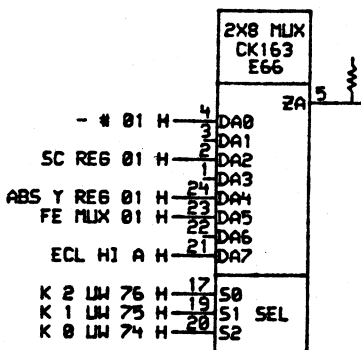 2X8 MUX
CK163
E66
ZA 5
- # 01 H 4 DA0
3 DA1
SC REG 01 H 2 DA2
1 DA3
ABS Y REG 01 H 24 DA4
FE MUX 01 H 23 DA5
22 DA6
ECL HI A H 21 DA7
K 2 UW 76 H 17 S0
K 1 UW 75 H 19 S1 SEL
K 0 UW 74 H 20 S2